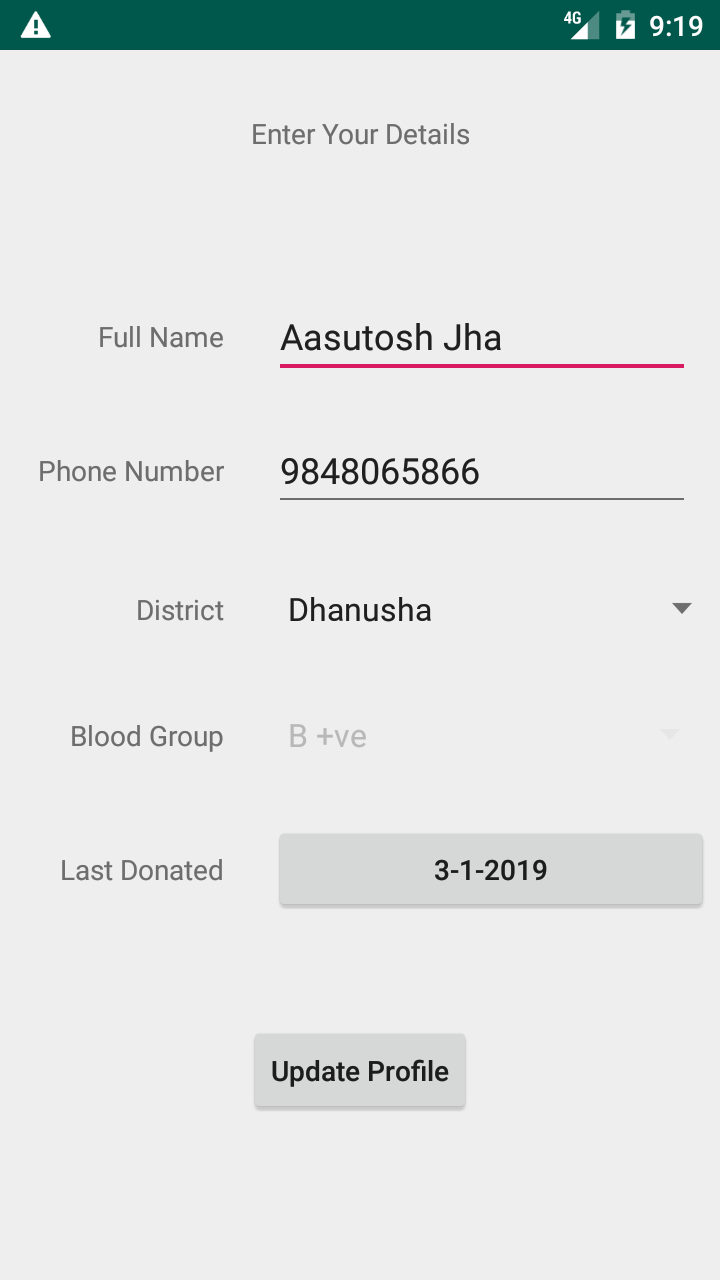 4G 9:19
Enter Your Details
Full Name Aasutosh Jha
Phone Number 9848065866
District Dhanusha
Blood Group B +ve
Last Donated 3-1-2019
Update Profile